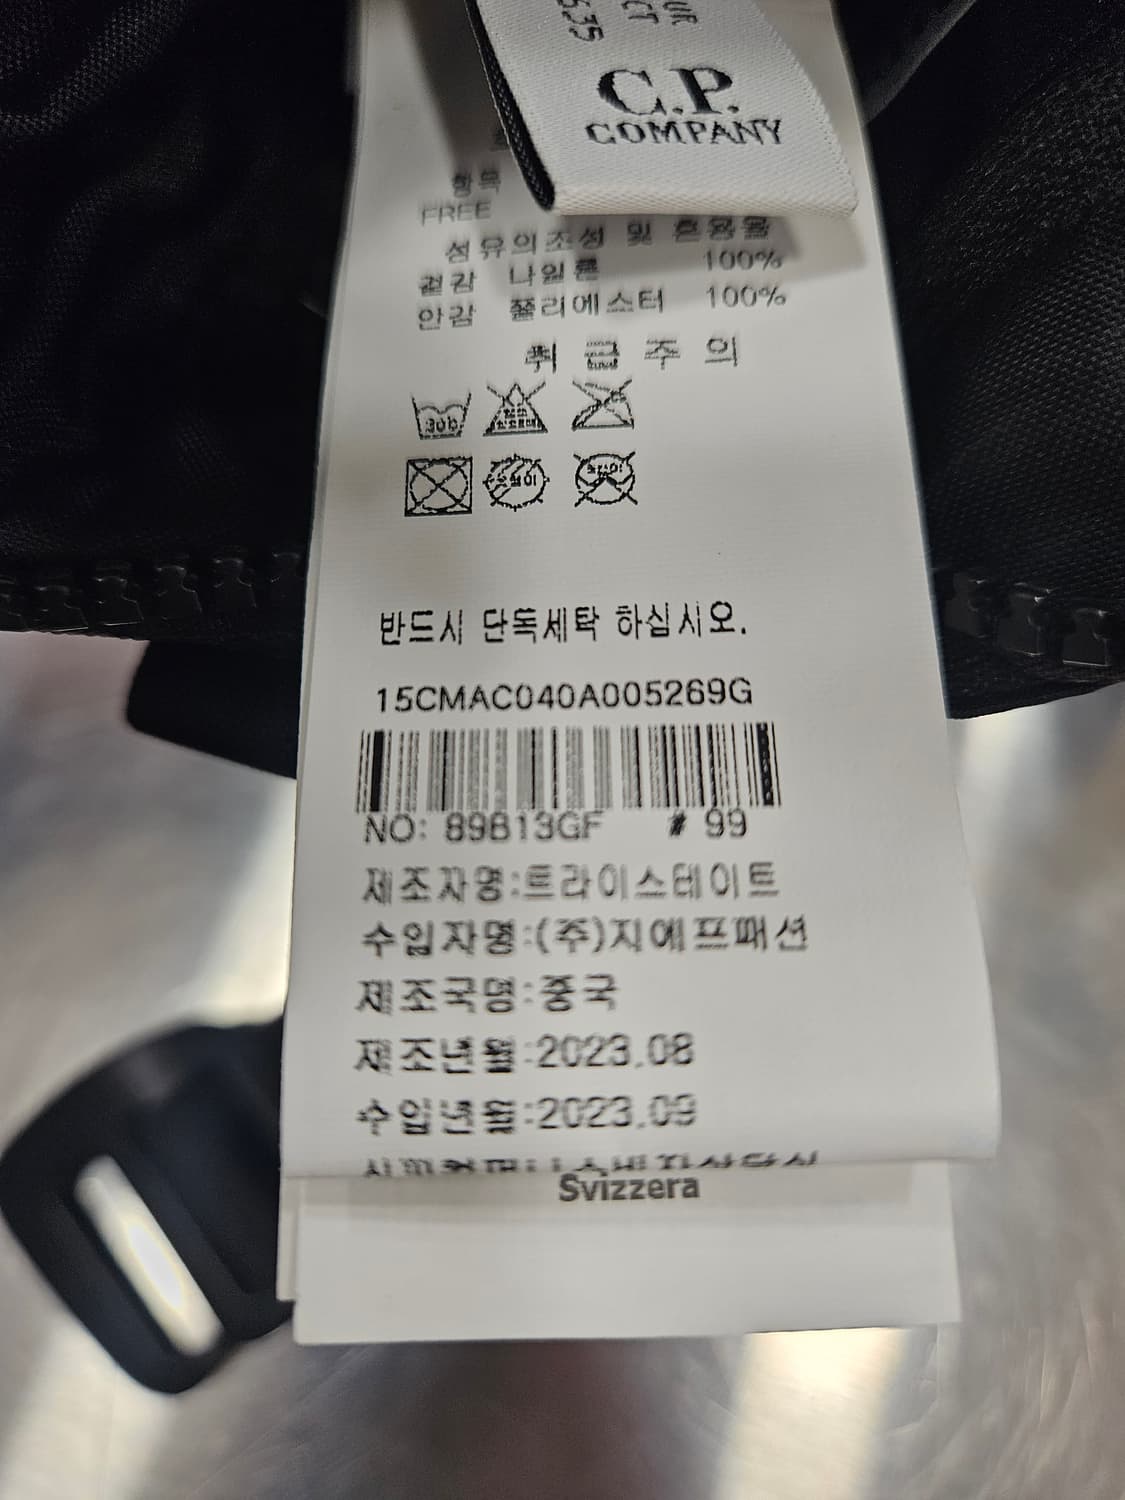 C.P.
COMPANY
항목
FREE
섬유의조성 및 혼용율
겉감 나일론 100%
안감 폴리에스터 100%
취급주의
반드시 단독세탁 하십시오.
15CMAC040A005269G
NO: 89B13GF # 99
제조자명:트라이스테이트
수입자명:(주)지에프패션
제조국명:중국
제조년월:2023.08
수입년월:2023.09
Svizzera